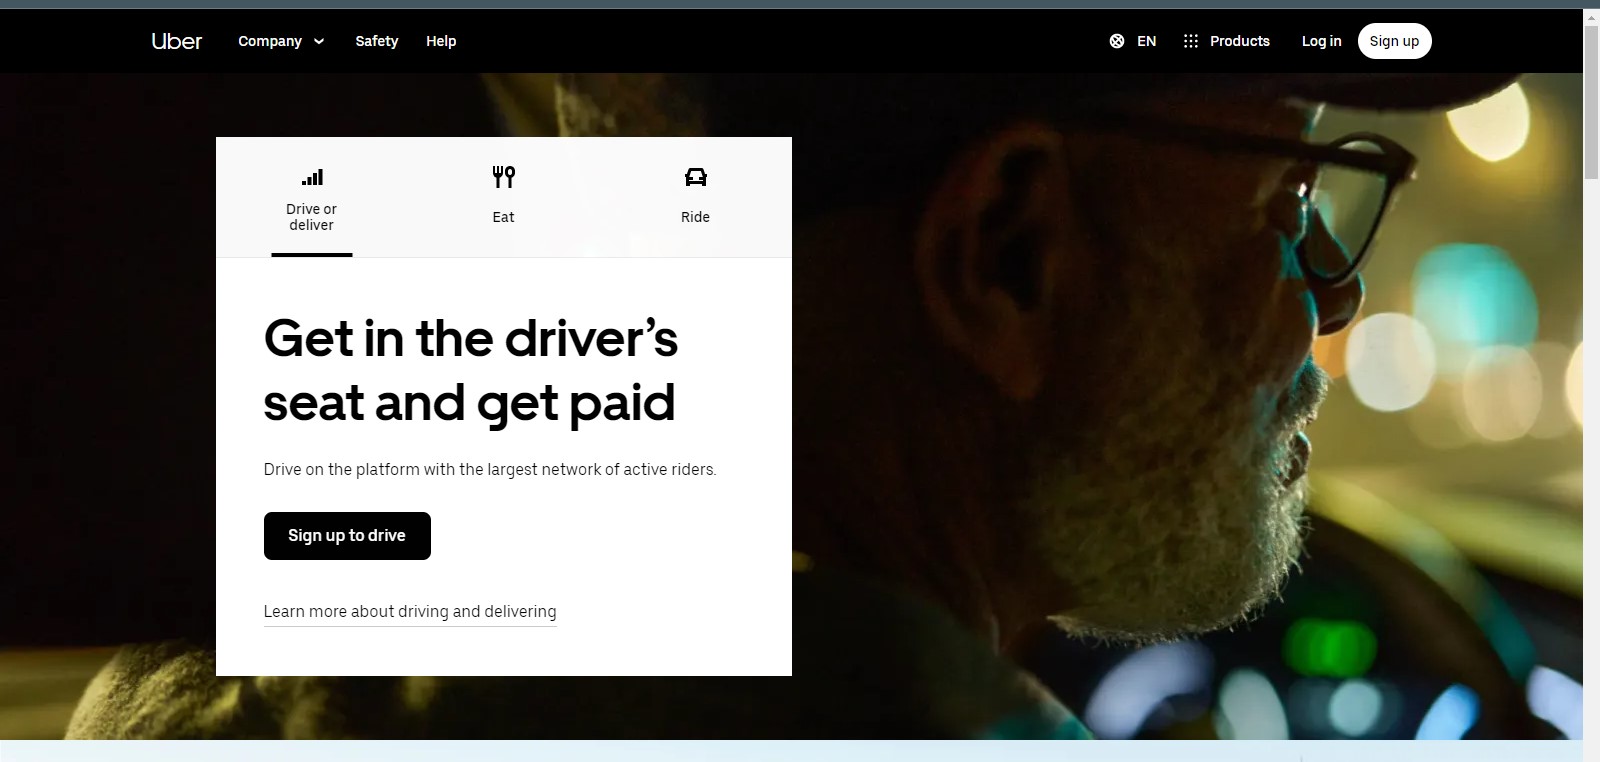 Uber
Company
Safety
Help
EN
Products
Log in
Sign up
Drive or
deliver
Eat
Ride
Get in the driver’s
seat and get paid
Drive on the platform with the largest network of active riders.
Sign up to drive
Learn more about driving and delivering